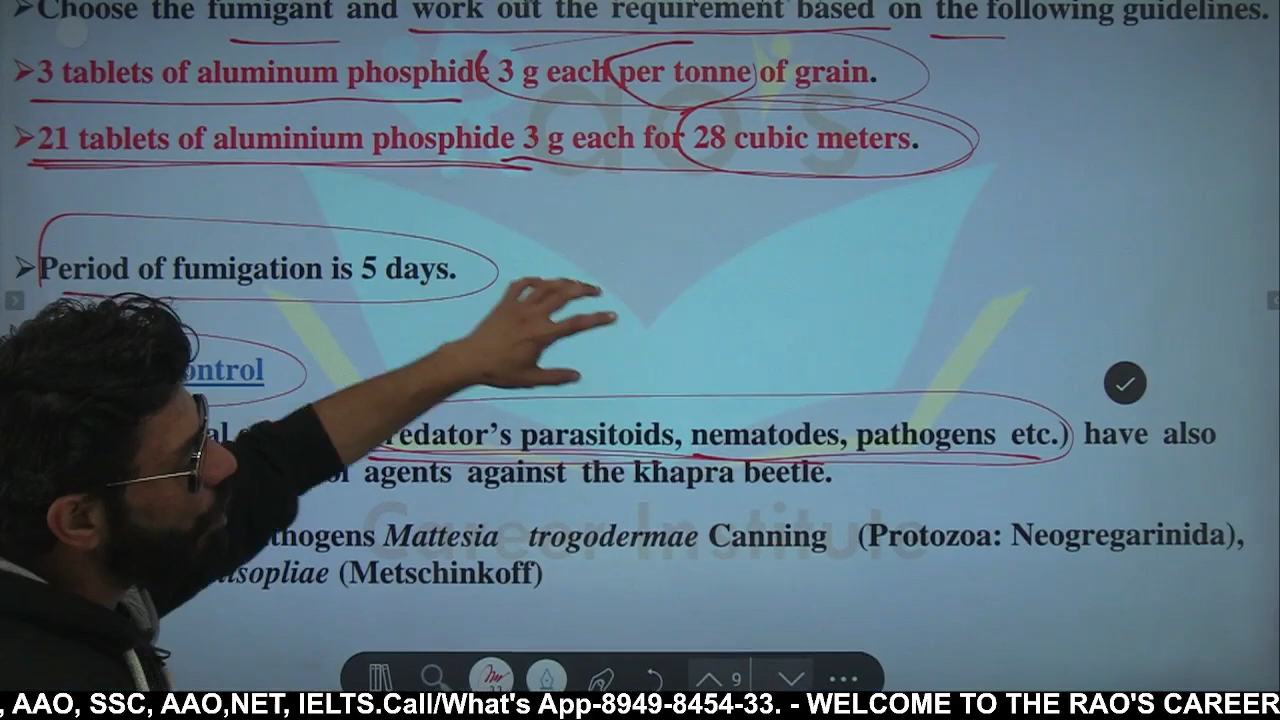 ➢Choose the fumigant and work out the requirement based on the following guidelines.
➢3 tablets of aluminum phosphide 3 g each per tonne of grain.
➢21 tablets of aluminium phosphide 3 g each for 28 cubic meters.
➢Period of fumigation is 5 days.
ontrol
redator's parasitoids, nematodes, pathogens etc.) have also
agents against the khapra beetle.
thogens Mattesia trogodermae Canning (Protozoa: Neogregarinida),
isopliae (Metschinkoff)
Career Institute
9
, AAO, SSC, AAO,NET, IELTS.Call/What's App-8949-8454-33. - WELCOME TO THE RAO'S CAREER